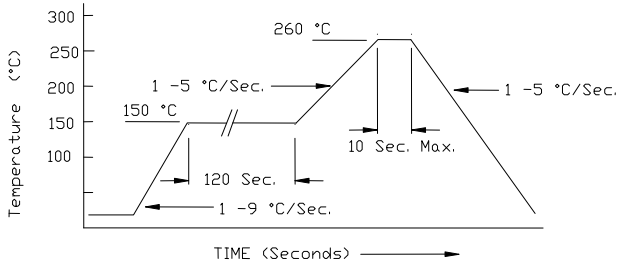 300
260 °C
250
200
1 -5 °C/Sec.
1 -5 °C/Sec.
150 °C
150
10 Sec. Max.
100
120 Sec.
1 -9 °C/Sec.
Temperature (°C)
TIME (Seconds)